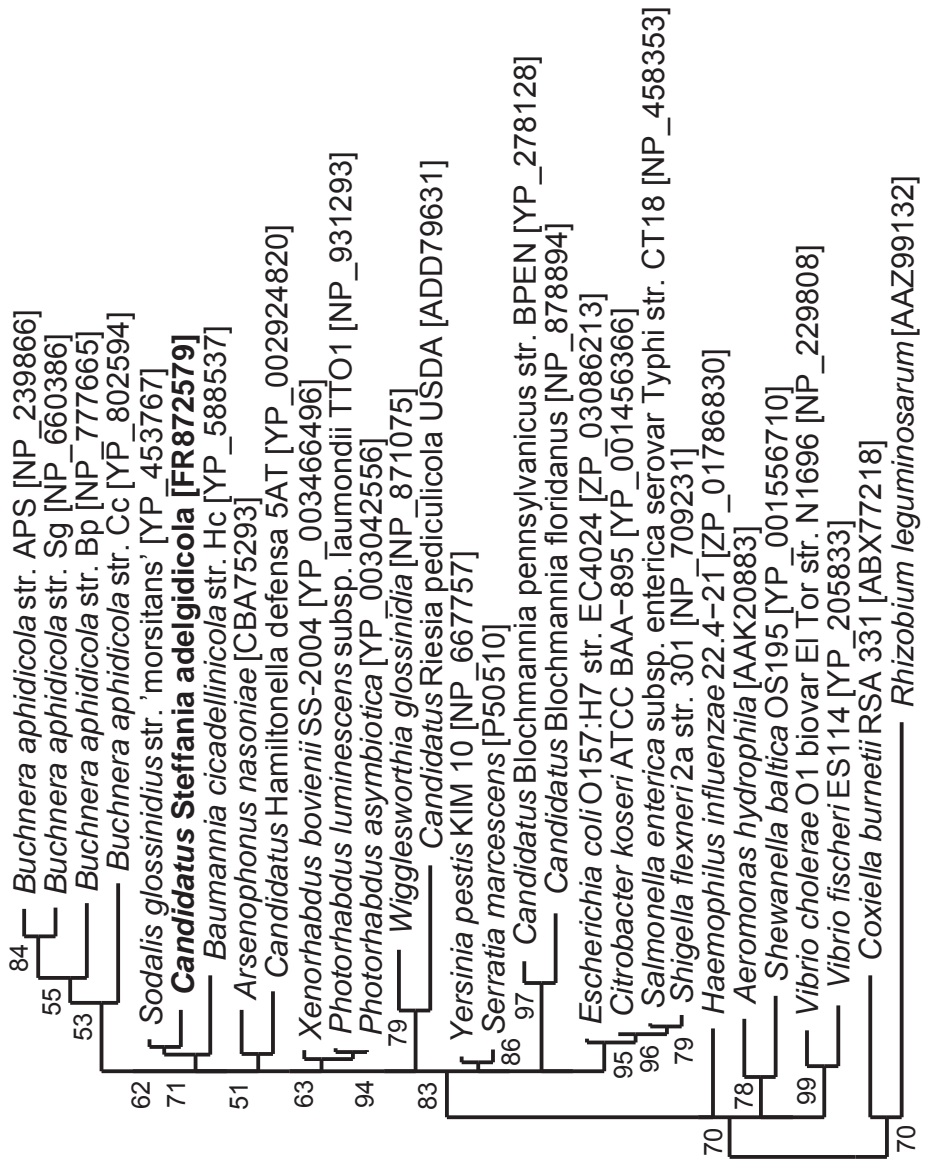 Buchnera aphidicola str. APS [NP_239866]
Buchnera aphidicola str. Sg [NP_660386]
Buchnera aphidicola str. Bp [NP_777665]
Buchnera aphidicola str. Cc [YP_802594]
Sodalis glossinidius str. 'morsitans' [YP_453767]
Candidatus Steffania adelgidicola [FR872579]
Baumannia cicadellinicola str. Hc [YP_588537]
Arsenophonus nasoniae [CBA75293]
Candidatus Hamiltonella defensa 5AT [YP_002924820]
Xenorhabdus bovienii SS-2004 [YP_003466496]
Photorhabdus luminescens subsp. laumondii TTO1 [NP_931293]
Photorhabdus asymbiotica [YP_003042556]
Wigglesworthia glossinidia [NP_871075]
Candidatus Riesia pediculicola USDA [ADD79631]
Yersinia pestis KIM 10 [NP_667757]
Serratia marcescens [P50510]
Candidatus Blochmannia pennsylvanicus str. BPEN [YP_278128]
Candidatus Blochmannia floridanus [NP_878894]
Escherichia coli O157:H7 str. EC4024 [ZP_03086213]
Citrobacter koseri ATCC BAA-895 [YP_001456366]
Salmonella enterica subsp. enterica serovar Typhi str. CT18 [NP_458353]
Shigella flexneri 2a str. 301 [NP_709231]
Haemophilus influenzae 22.4-21 [ZP_01786830]
Aeromonas hydrophila [AAK20883]
Shewanella baltica OS195 [YP_001556710]
Vibrio cholerae O1 biovar El Tor str. N1696 [NP_229808]
Vibrio fischeri ES114 [YP_205833]
Coxiella burnetii RSA 331 [ABX77218]
Rhizobium leguminosarum [AAZ99132]
84
55
53
62
71
51
63
94
79
83
86
97
95
96
79
70
78
99
70